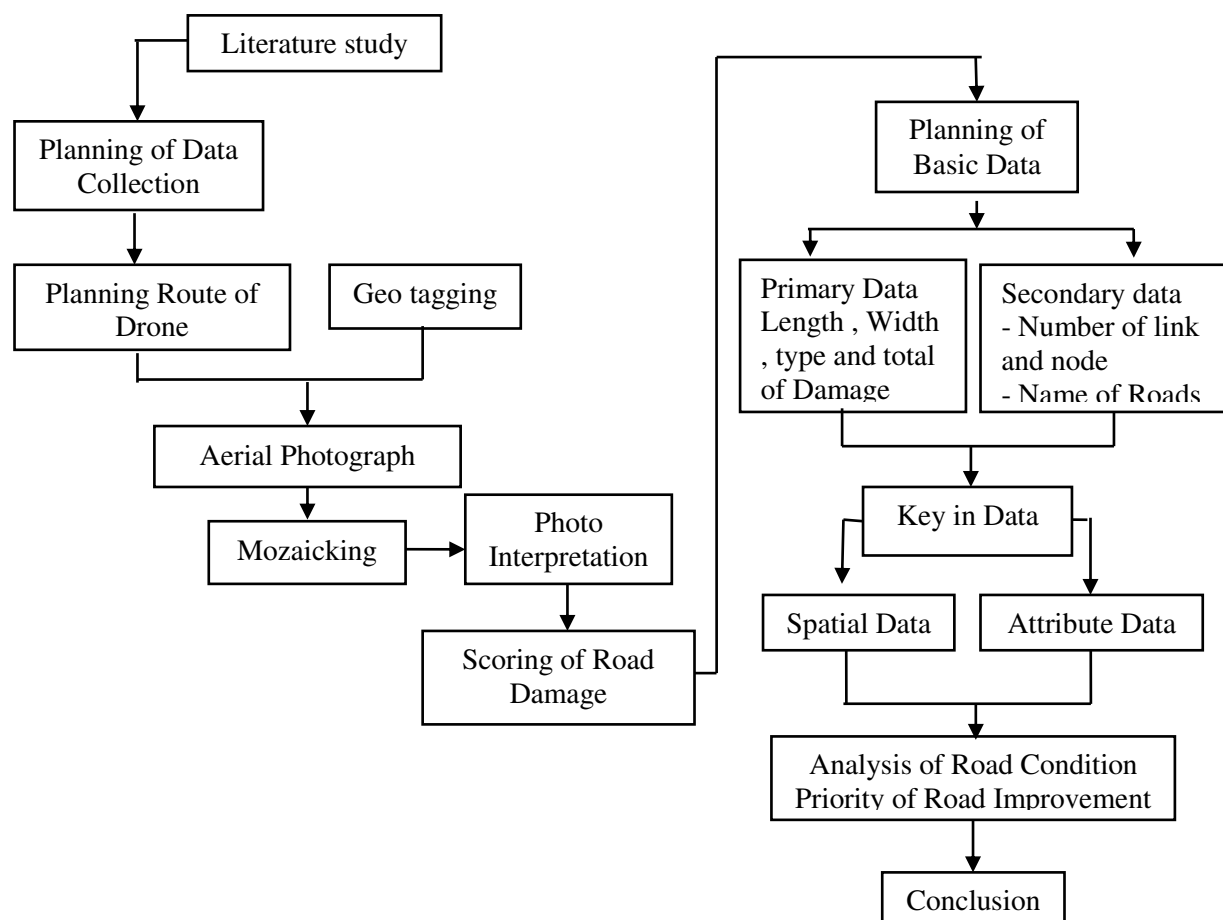 Literature study
Planning of Data
Collection
Planning Route of
Drone
Geo tagging
Aerial Photograph
Mozaicking
Photo
Interpretation
Scoring of Road
Damage
Planning of
Basic Data
Primary Data
Length , Width
, type and total
of Damage
Secondary data
- Number of link
and node
- Name of Roads
Key in Data
Spatial Data
Attribute Data
Analysis of Road Condition
Priority of Road Improvement
Conclusion